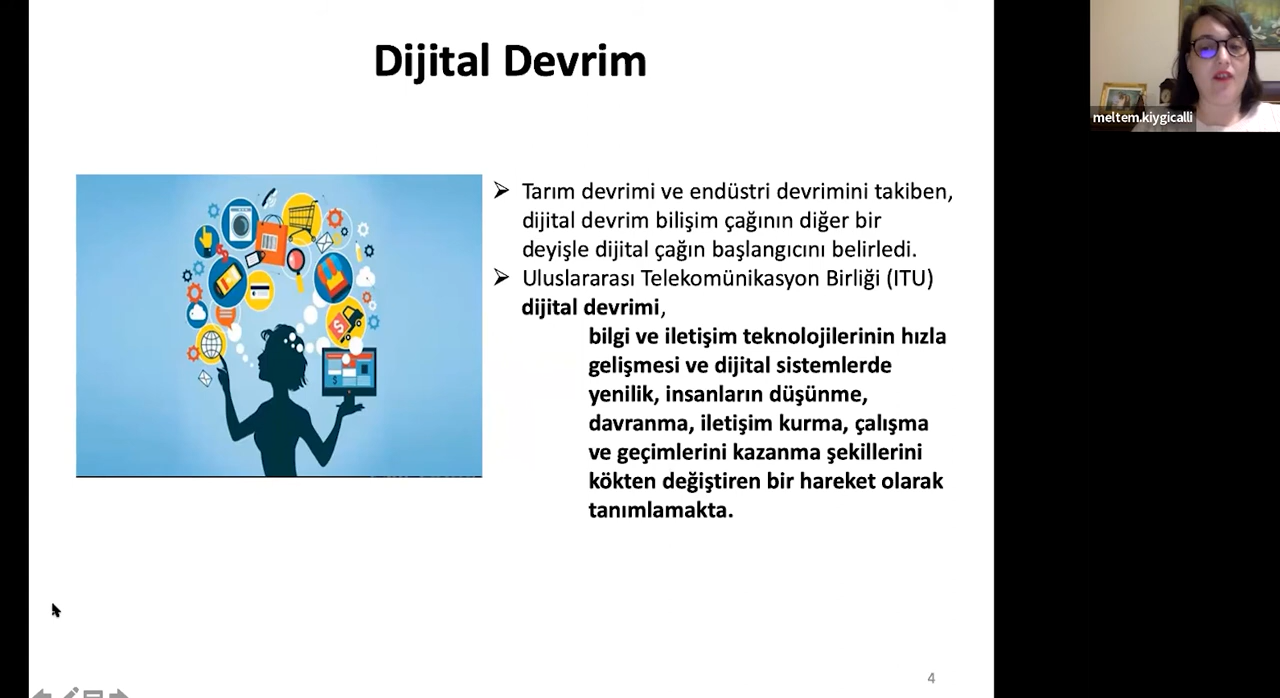 Dijital Devrim
meltem.kiygicalli
➢ Tarım devrimi ve endüstri devrimini takiben,
dijital devrim bilişim çağının diğer bir
deyişle dijital çağın başlangıcını belirledi.
➢ Uluslararası Telekomünikasyon Birliği (ITU)
dijital devrimi,
bilgi ve iletişim teknolojilerinin hızla
gelişmesi ve dijital sistemlerde
yenilik, insanların düşünme,
davranma, iletişim kurma, çalışma
ve geçimlerini kazanma şekillerini
kökten değiştiren bir hareket olarak
tanımlamakta.
4